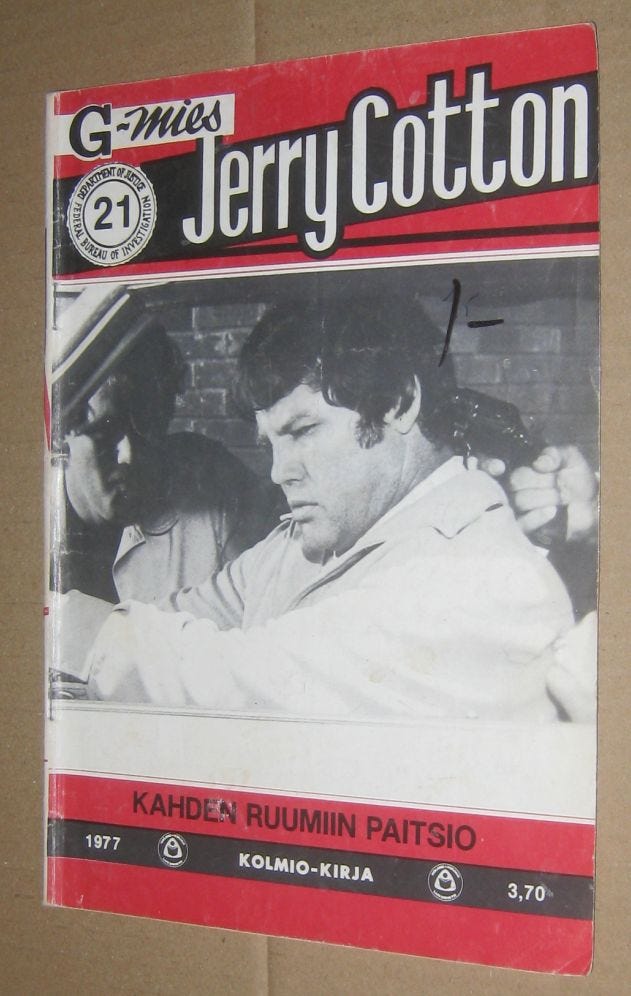 G-mies
Jerry Cotton
DEPARTMENT OF JUSTICE
21
FEDERAL BUREAU OF INVESTIGATION
KAHDEN RUUMIIN PAITSIO
1977
KOLMIO-KIRJA
3,70